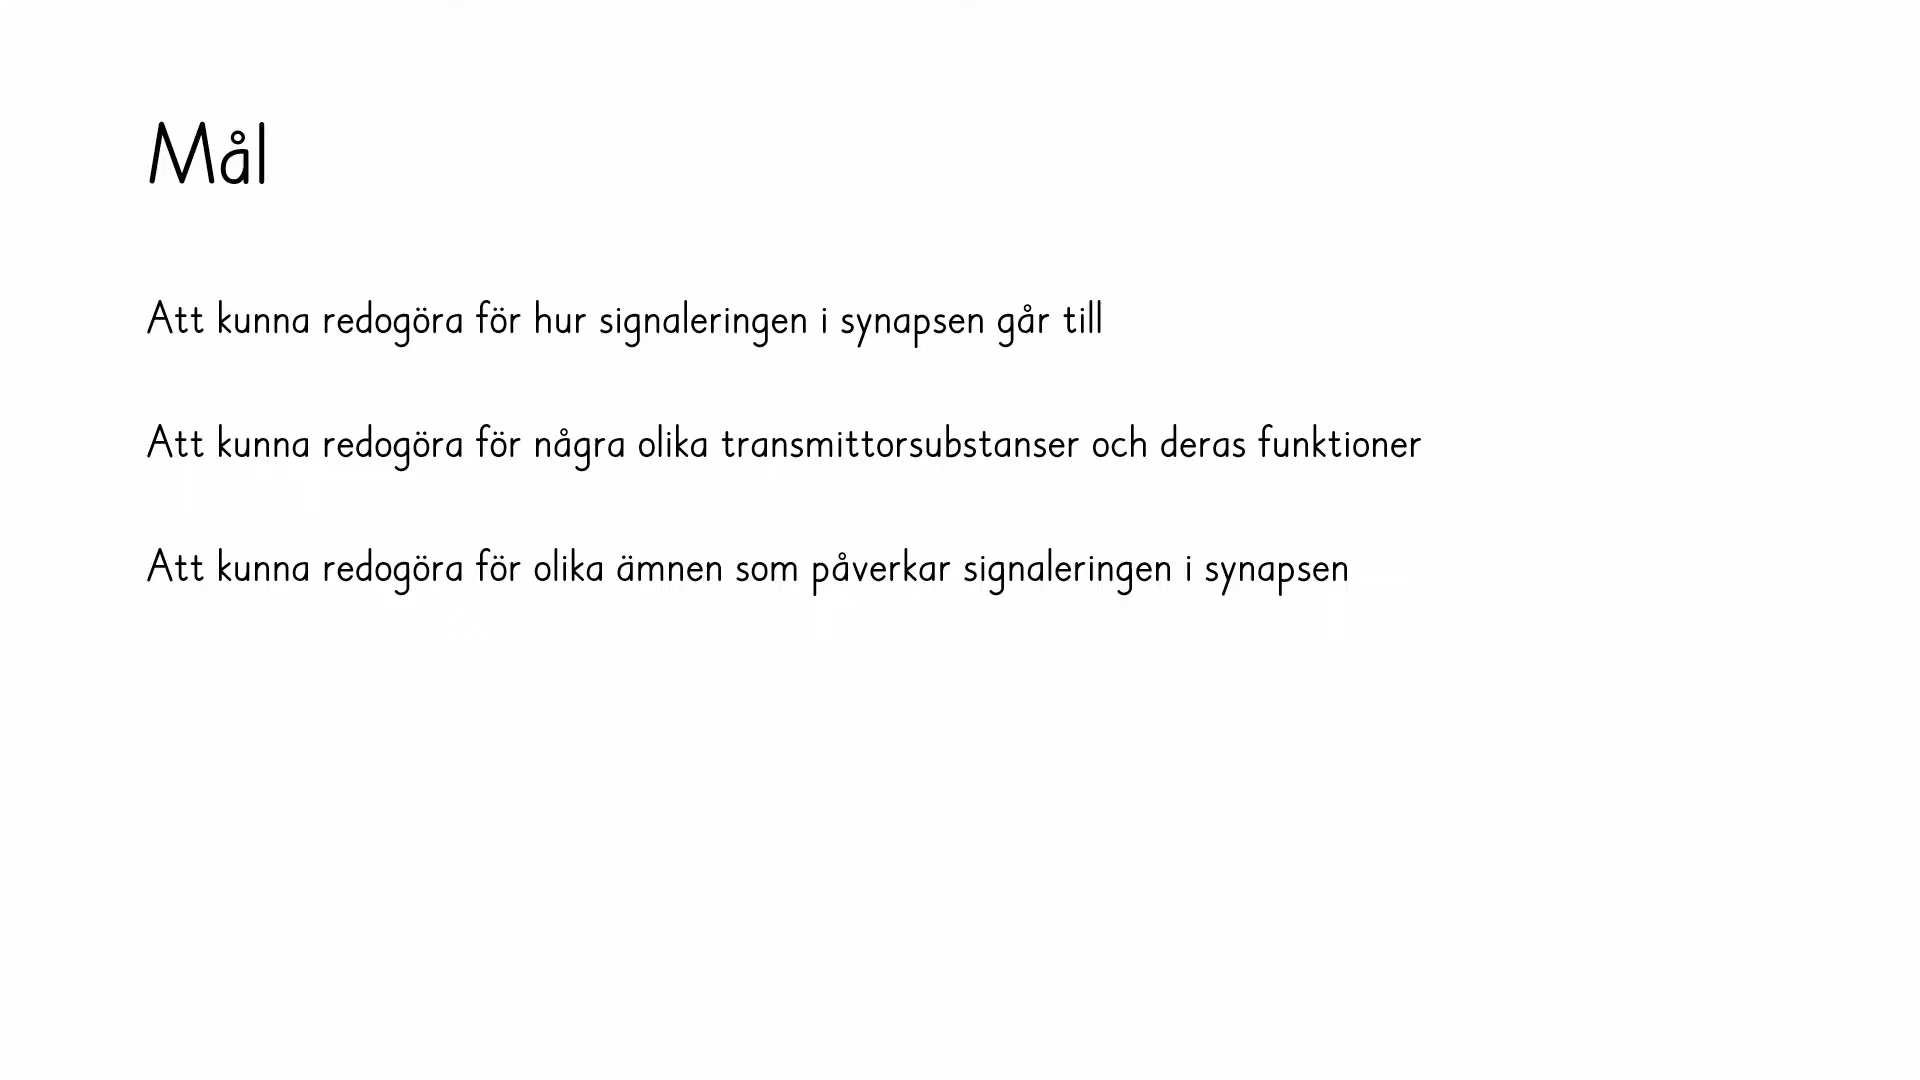 Mål
Att kunna redogöra för hur signaleringen i synapsen går till
Att kunna redogöra för några olika transmittorsubstanser och deras funktioner
Att kunna redogöra för olika ämnen som påverkar signaleringen i synapsen